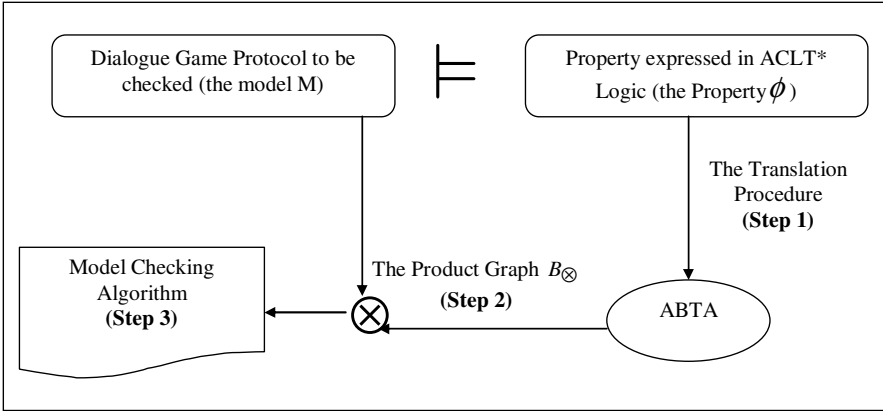 Dialogue Game Protocol to be
checked (the model M)
⊨
Property expressed in ACLT*
Logic (the Property ϕ )
The Translation
Procedure
(Step 1)
Model Checking
Algorithm
(Step 3)
The Product Graph B⊗
(Step 2)
⊗
ABTA